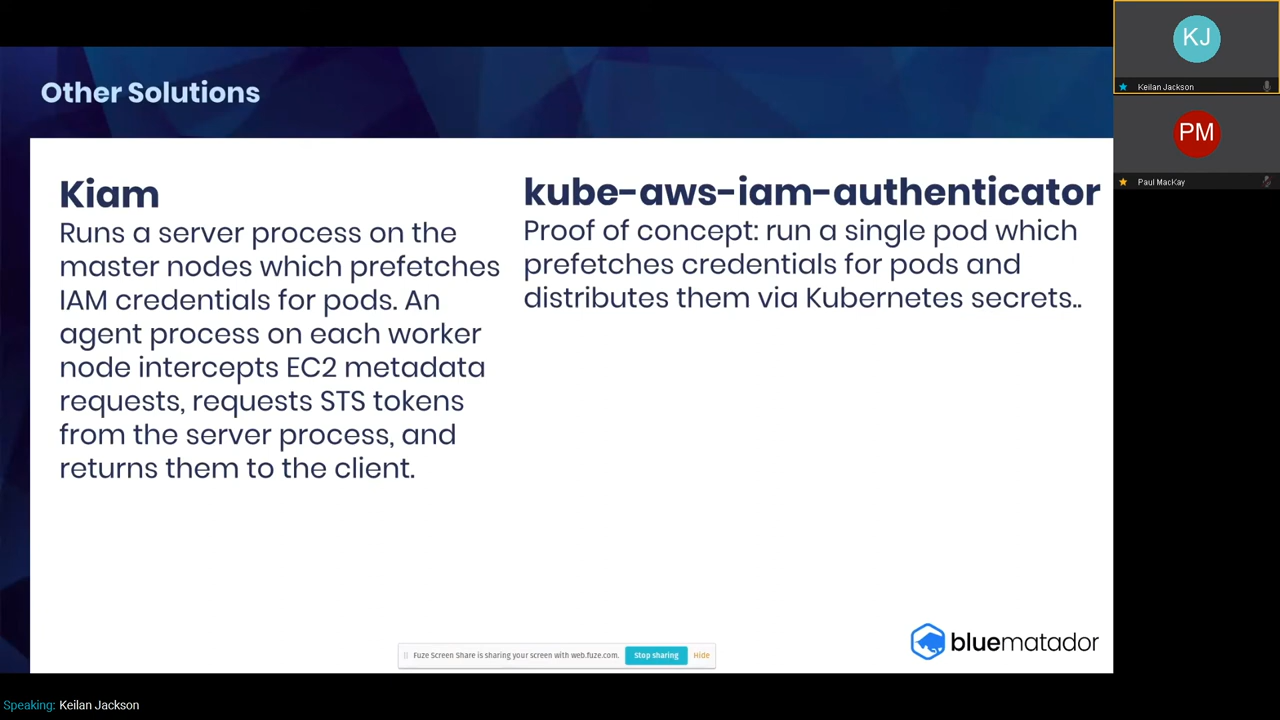 Other Solutions
Kiam
Runs a server process on the
master nodes which prefetches
IAM credentials for pods. An
agent process on each worker
node intercepts EC2 metadata
requests, requests STS tokens
from the server process, and
returns them to the client.
kube-aws-iam-authenticator
Proof of concept: run a single pod which
prefetches credentials for pods and
distributes them via Kubernetes secrets..
bluematador
Fuze Screen Share is sharing your screen with web.fuze.com.
Stop sharing
Hide
KJ
Keilan Jackson
PM
Paul MacKay
Speaking: Keilan Jackson